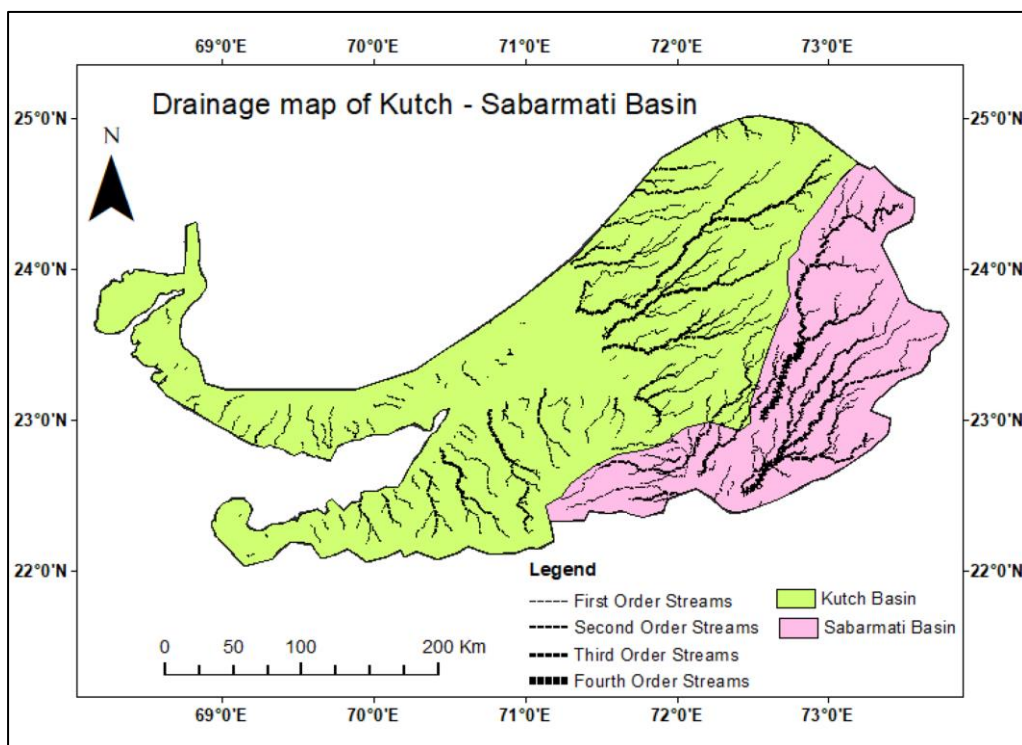 69°0'E 70°0'E 71°0'E 72°0'E 73°0'E
Drainage map of Kutch - Sabarmati Basin
25°0'N 25°0'N
N
24°0'N 24°0'N
23°0'N 23°0'N
22°0'N 22°0'N
Legend
First Order Streams Kutch Basin
Second Order Streams Sabarmati Basin
Third Order Streams
Fourth Order Streams
0 50 100 200 Km
69°0'E 70°0'E 71°0'E 72°0'E 73°0'E